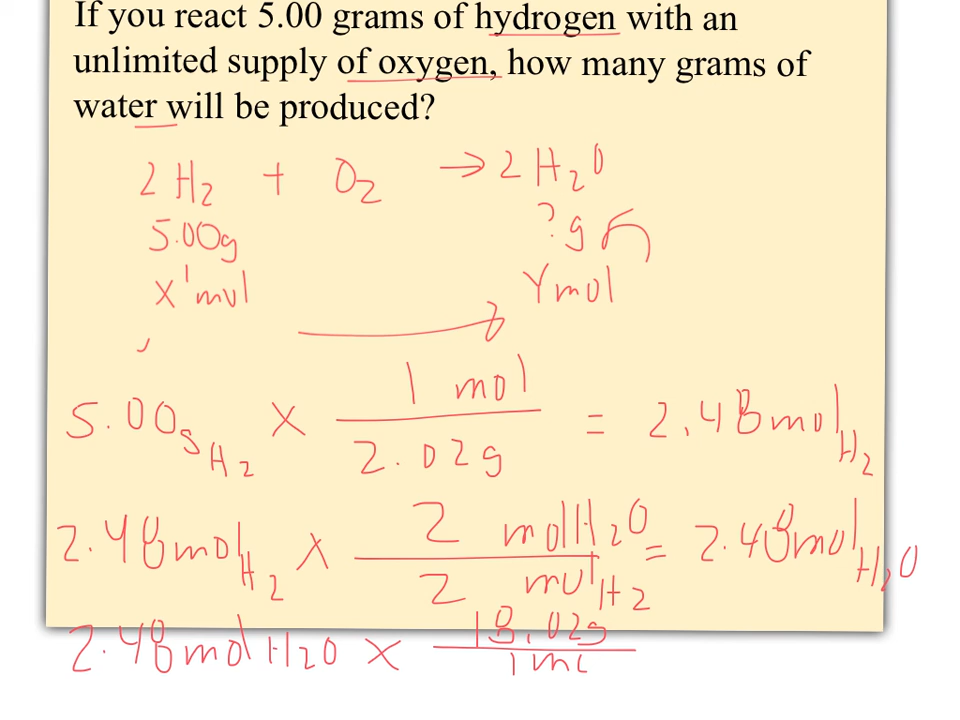 If you react 5.00 grams of hydrogen with an
unlimited supply of oxygen, how many grams of
water will be produced?
2 H2 + O2 → 2 H2O
5.00g ? g
X mol Y mol
5.00g H2 × 1 mol / 2.02g = 2.48 mol H2
2.48 mol H2 × 2 mol H2O / 2 mol H2 = 2.48 mol H2O
2.48 mol H2O × 18.02g / 1 mo